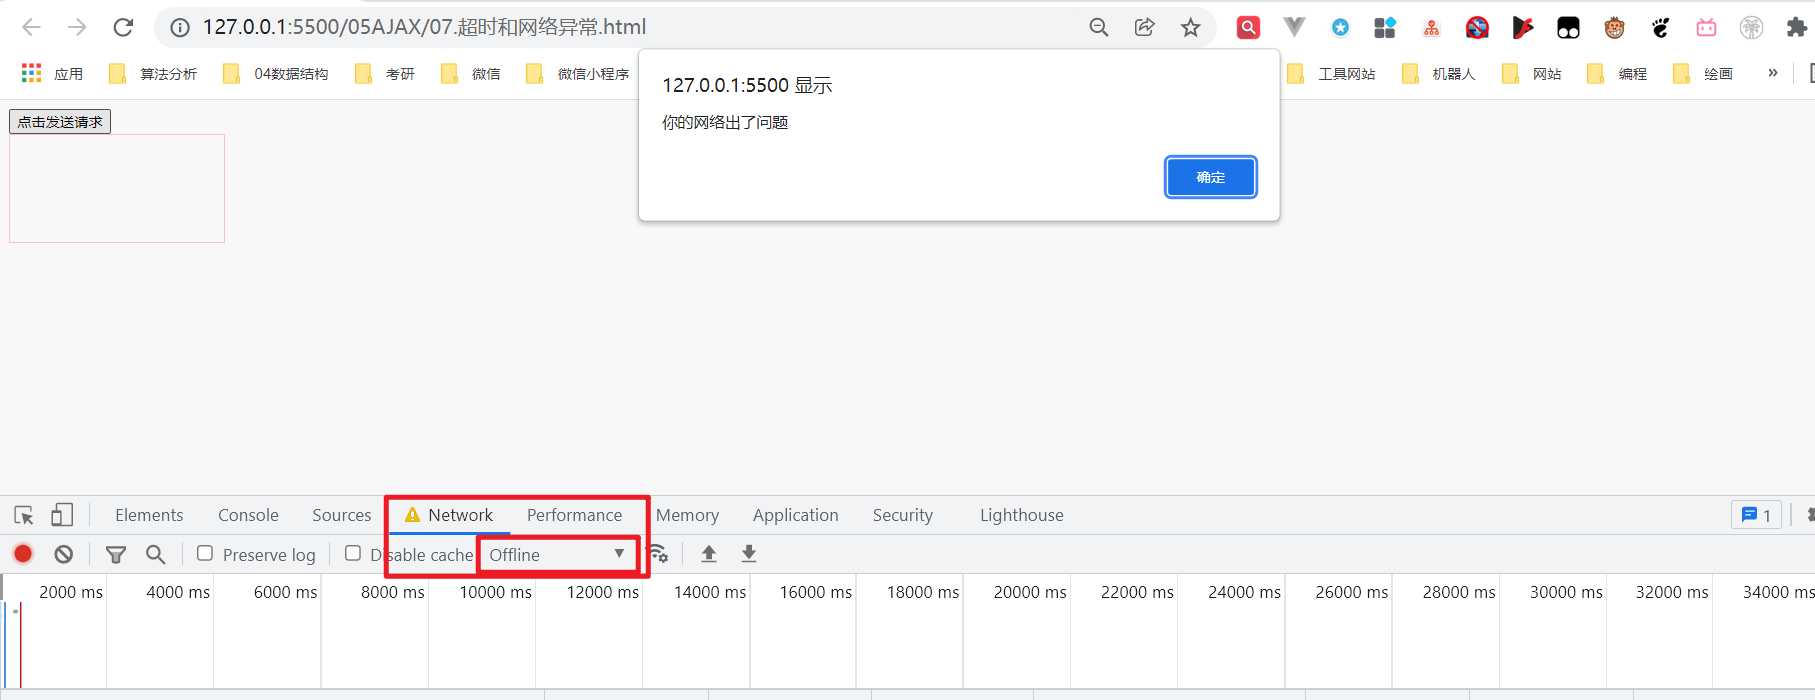 127.0.0.1:5500/05AJAX/07.超时和网络异常.html
应用 算法分析 04数据结构 考研 微信 微信小程序 工具网站 机器人 网站 编程 绘画 »
127.0.0.1:5500 显示
你的网络出了问题
确定
点击发送请求
Elements Console Sources Network Performance Memory Application Security Lighthouse 1
Preserve log Disable cache Offline
2000 ms 4000 ms 6000 ms 8000 ms 10000 ms 12000 ms 14000 ms 16000 ms 18000 ms 20000 ms 22000 ms 24000 ms 26000 ms 28000 ms 30000 ms 32000 ms 34000 ms